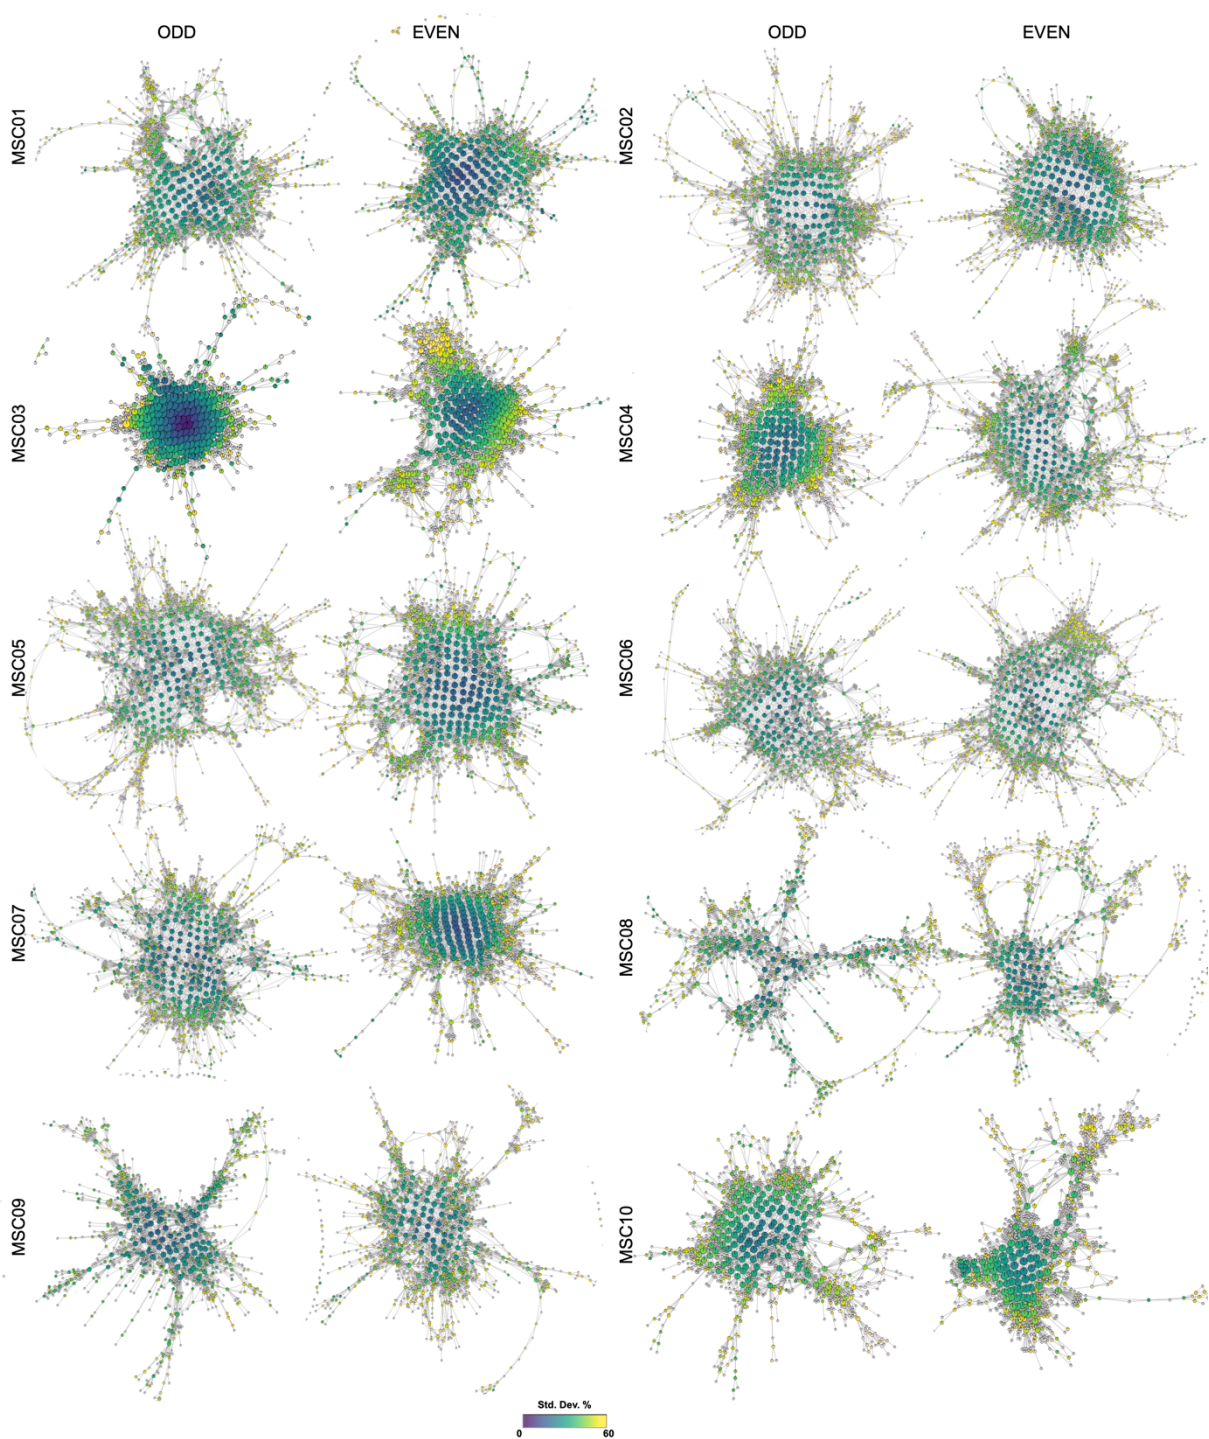 ODD EVEN ODD EVEN
MSC01 MSC02
MSC03 MSC04
MSC05 MSC06
MSC07 MSC08
MSC09 MSC10
Std. Dev. %
0 60